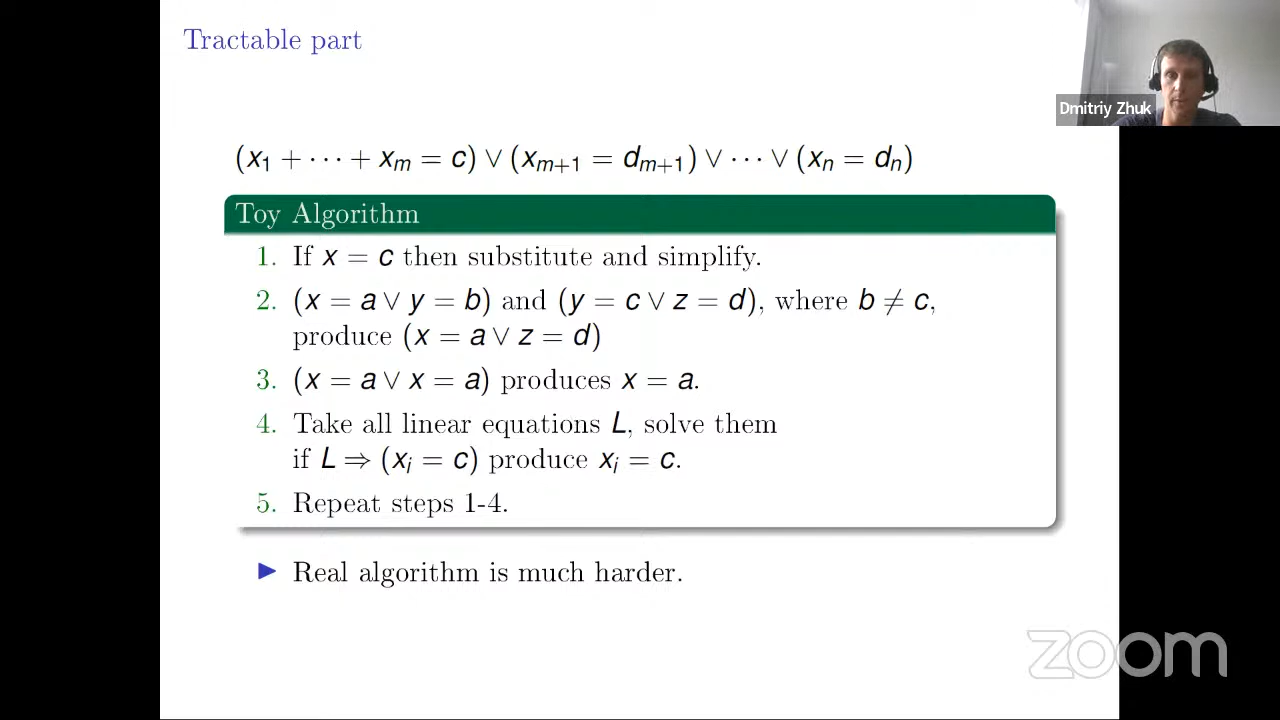 Tractable part
Dmitriy Zhuk
(x₁ + ⋯ + xₘ = c) ∨ (xₘ₊₁ = dₘ₊₁) ∨ ⋯ ∨ (xₙ = dₙ)
Toy Algorithm
1. If x = c then substitute and simplify.
2. (x = a ∨ y = b) and (y = c ∨ z = d), where b ≠ c,
produce (x = a ∨ z = d)
3. (x = a ∨ x = a) produces x = a.
4. Take all linear equations L, solve them
if L ⇒ (xᵢ = c) produce xᵢ = c.
5. Repeat steps 1-4.
▶ Real algorithm is much harder.
zoom